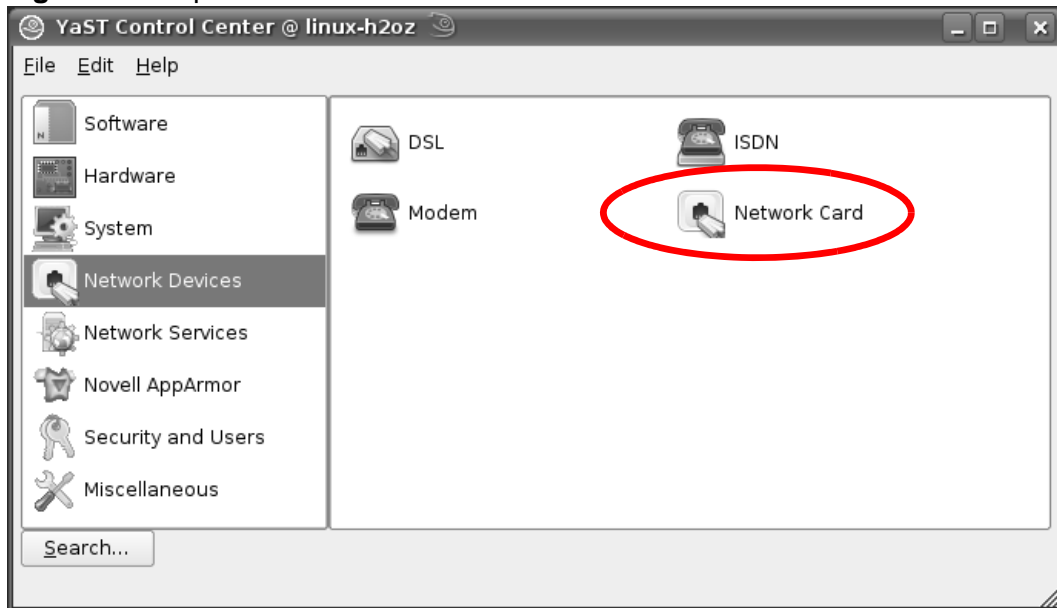 YaST Control Center @ linux-h2oz
File Edit Help
Software
Hardware
System
Network Devices
Network Services
Novell AppArmor
Security and Users
Miscellaneous
DSL
ISDN
Modem
Network Card
Search...